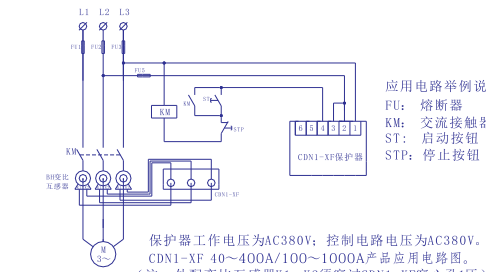 L1 L2 L3
FU1 FU2 FU3
FU5
应用电路举例说
FU: 熔断器
KM: 交流接触器
ST: 启动按钮
STP: 停止按钮
KM
KM
ST
STP
6 5 4 3 2 1
CDN1-XF保护器
KM
BH变比
互感器
CDN1-XF
M
3～
保护器工作电压为AC380V; 控制电路电压为AC380V。
CDN1-XF 40～400A/100～1000A产品应用电路图。